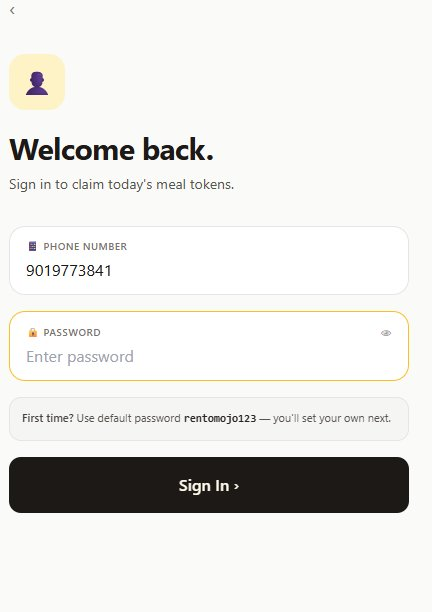 ‹
Welcome back.
Sign in to claim today's meal tokens.
PHONE NUMBER
9019773841
PASSWORD
Enter password
First time? Use default password rentomojo123 — you'll set your own next.
Sign In ›